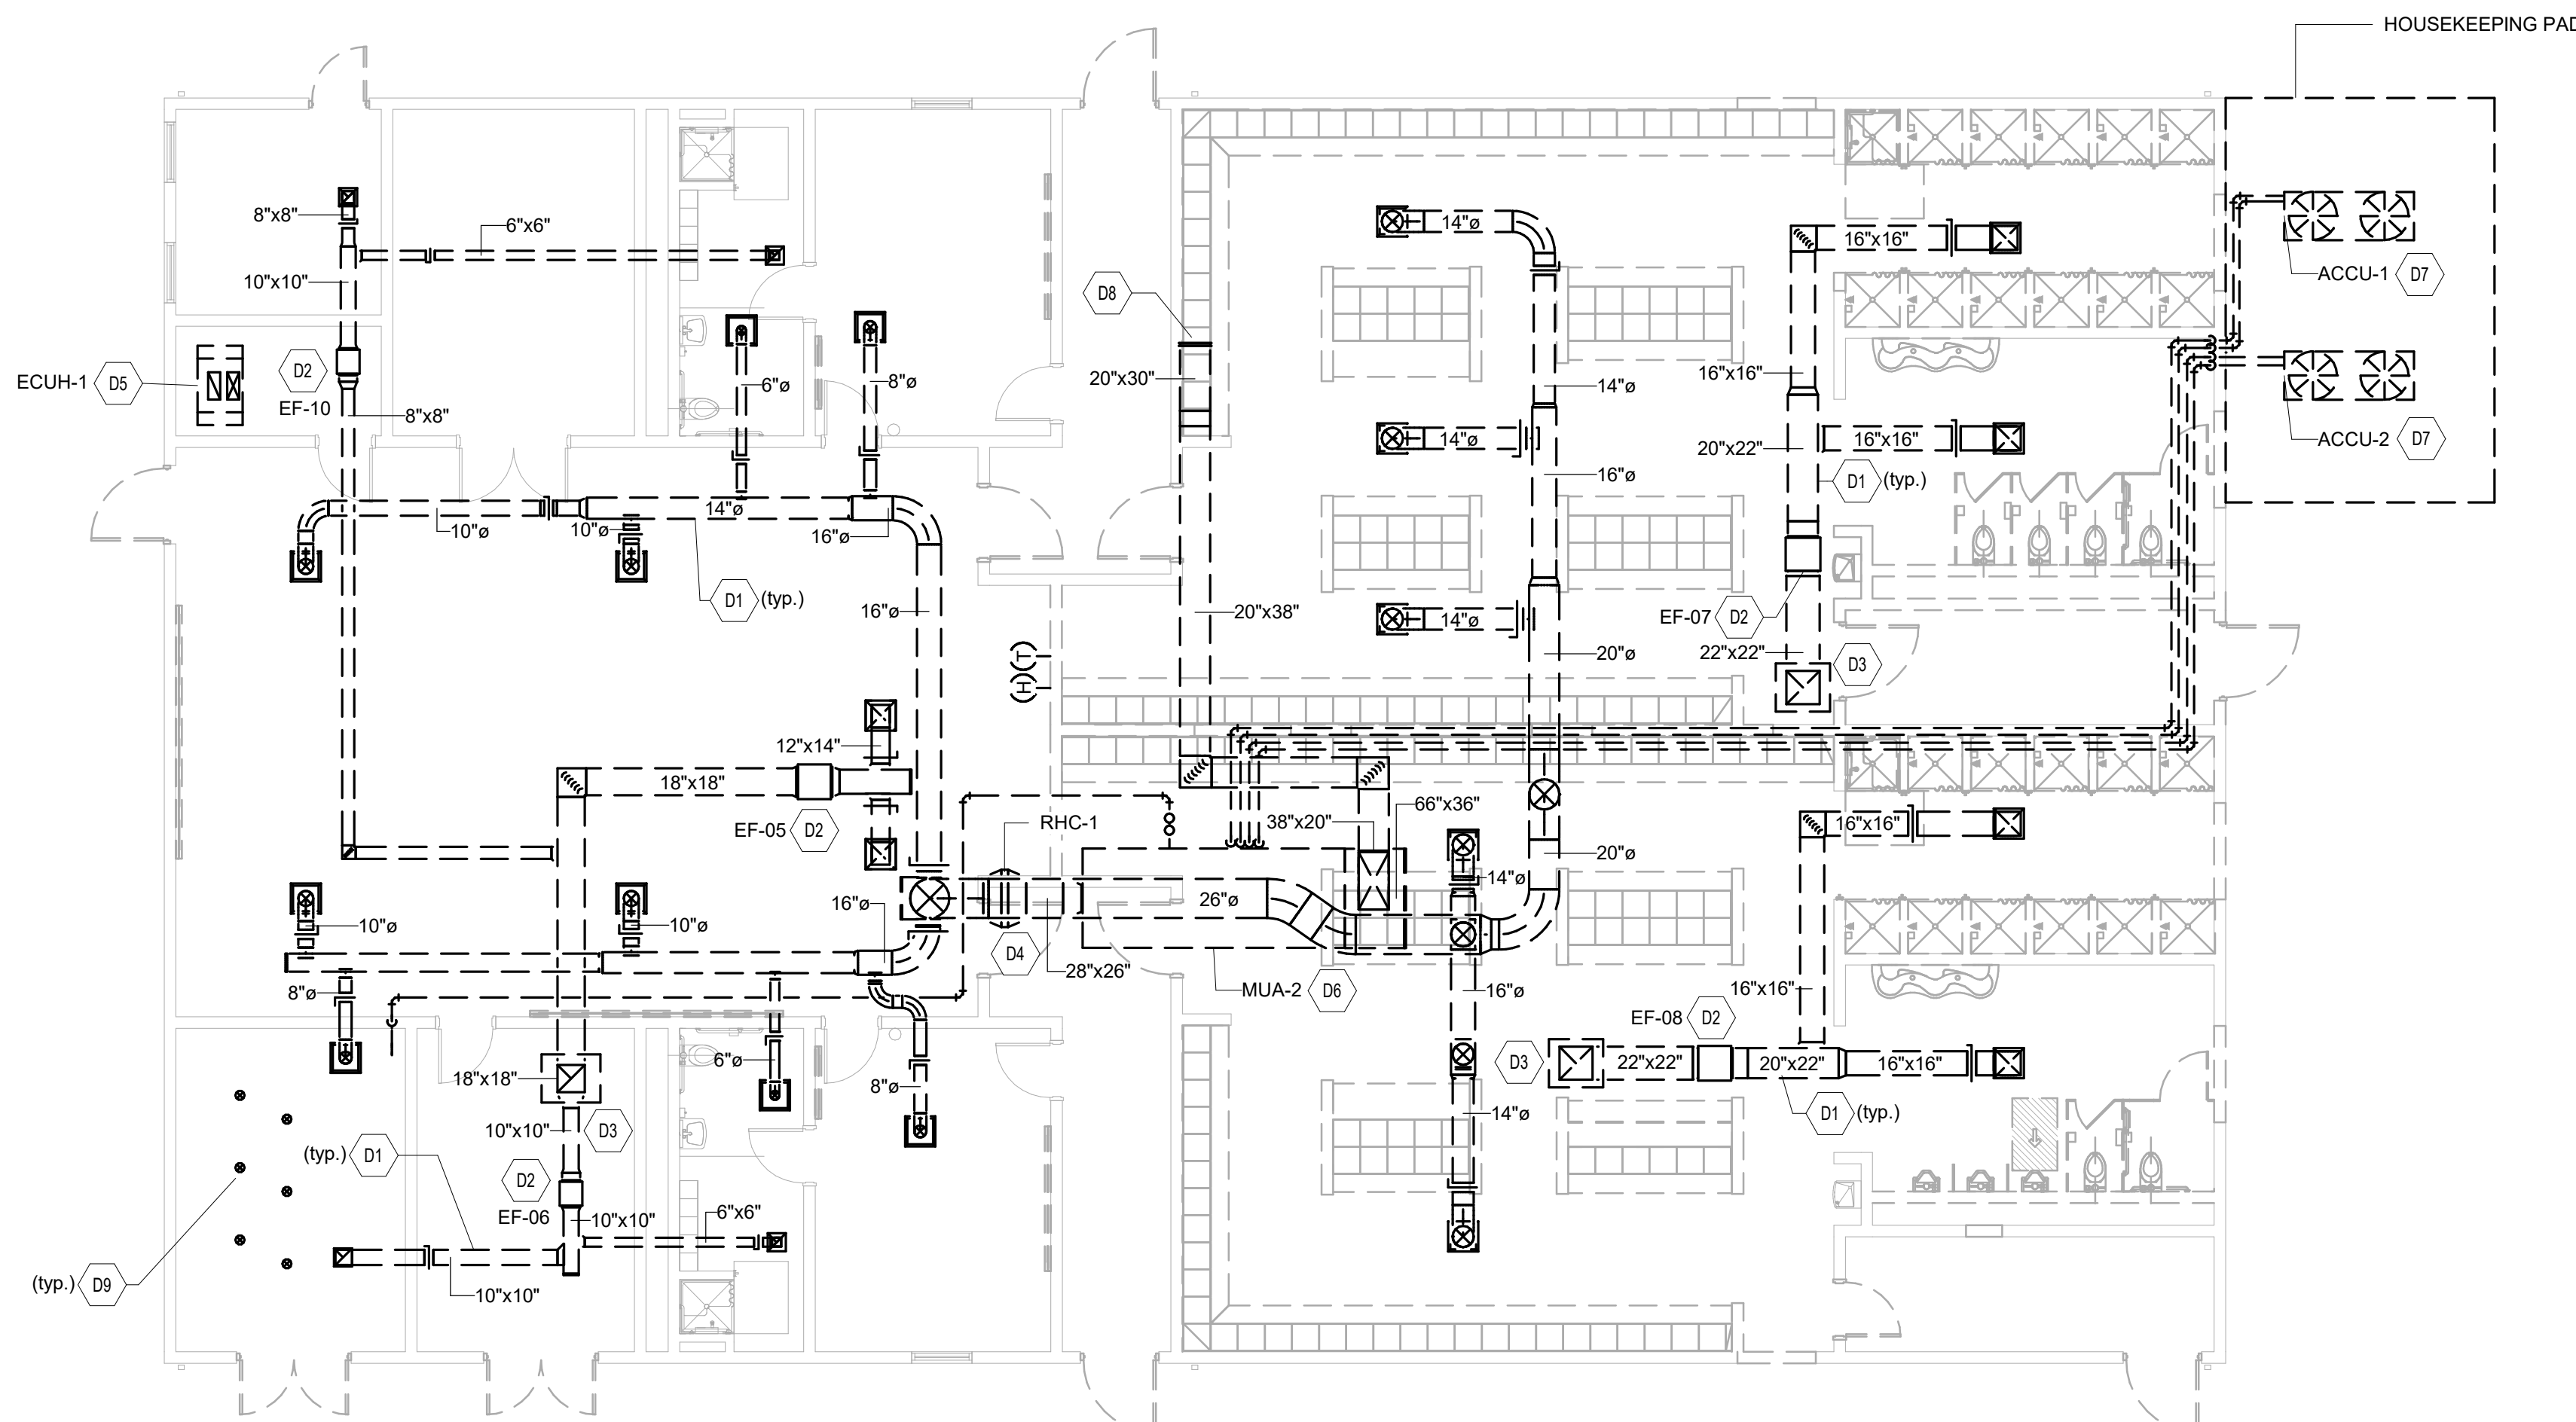 HOUSEKEEPING PAD
8"x8"
6"x6"
14"ø
16"x16"
10"x10"
ACCU-1 D7
D8
ECUH-1 D5
D2
EF-10
8"x8"
6"ø
8"ø
20"x30"
14"ø
16"x16"
14"ø
16"x16"
ACCU-2 D7
20"x22"
16"ø
D1 (typ.)
10"ø
10"ø
14"ø
16"ø
D1 (typ.)
16"ø
20"x38"
14"ø
EF-07 D2
20"ø
22"x22"
D3
T
H
12"x14"
18"x18"
EF-05 D2
RHC-1
38"x20"
66"x36"
16"x16"
20"ø
14"ø
16"ø
26"ø
10"ø
10"ø
D4
28"x26"
8"ø
MUA-2 D6
16"ø
16"x16"
EF-08 D2
6"ø
D3
22"x22"
20"x22"
16"x16"
18"x18"
8"ø
14"ø
D1 (typ.)
10"x10"
D3
(typ.) D1
D2
EF-06
10"x10"
6"x6"
(typ.) D9
10"x10"